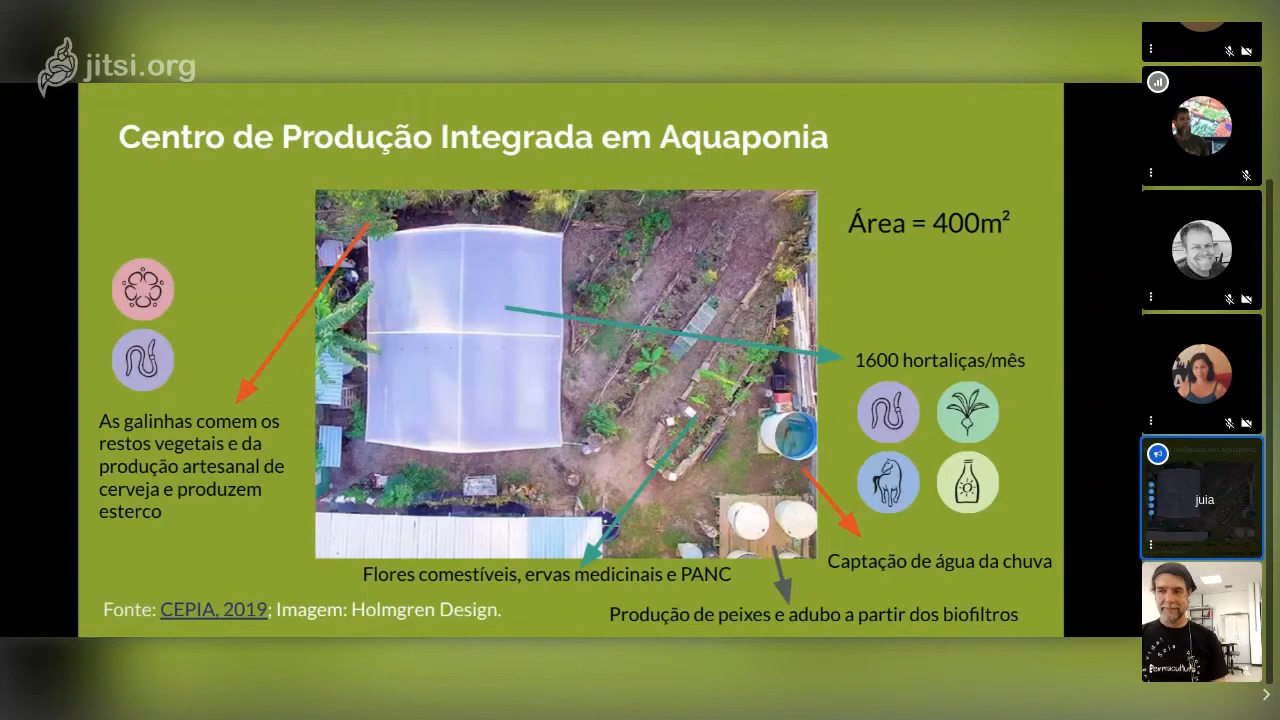 jitsi.org
Centro de Produção Integrada em Aquaponia
Área = 400m²
1600 hortaliças/mês
As galinhas comem os
restos vegetais e da
produção artesanal de
cerveja e produzem
esterco
Captação de água da chuva
Flores comestíveis, ervas medicinais e PANC
Fonte: CEPIA, 2019; Imagem: Holmgren Design.
Produção de peixes e adubo a partir dos biofiltros
juia